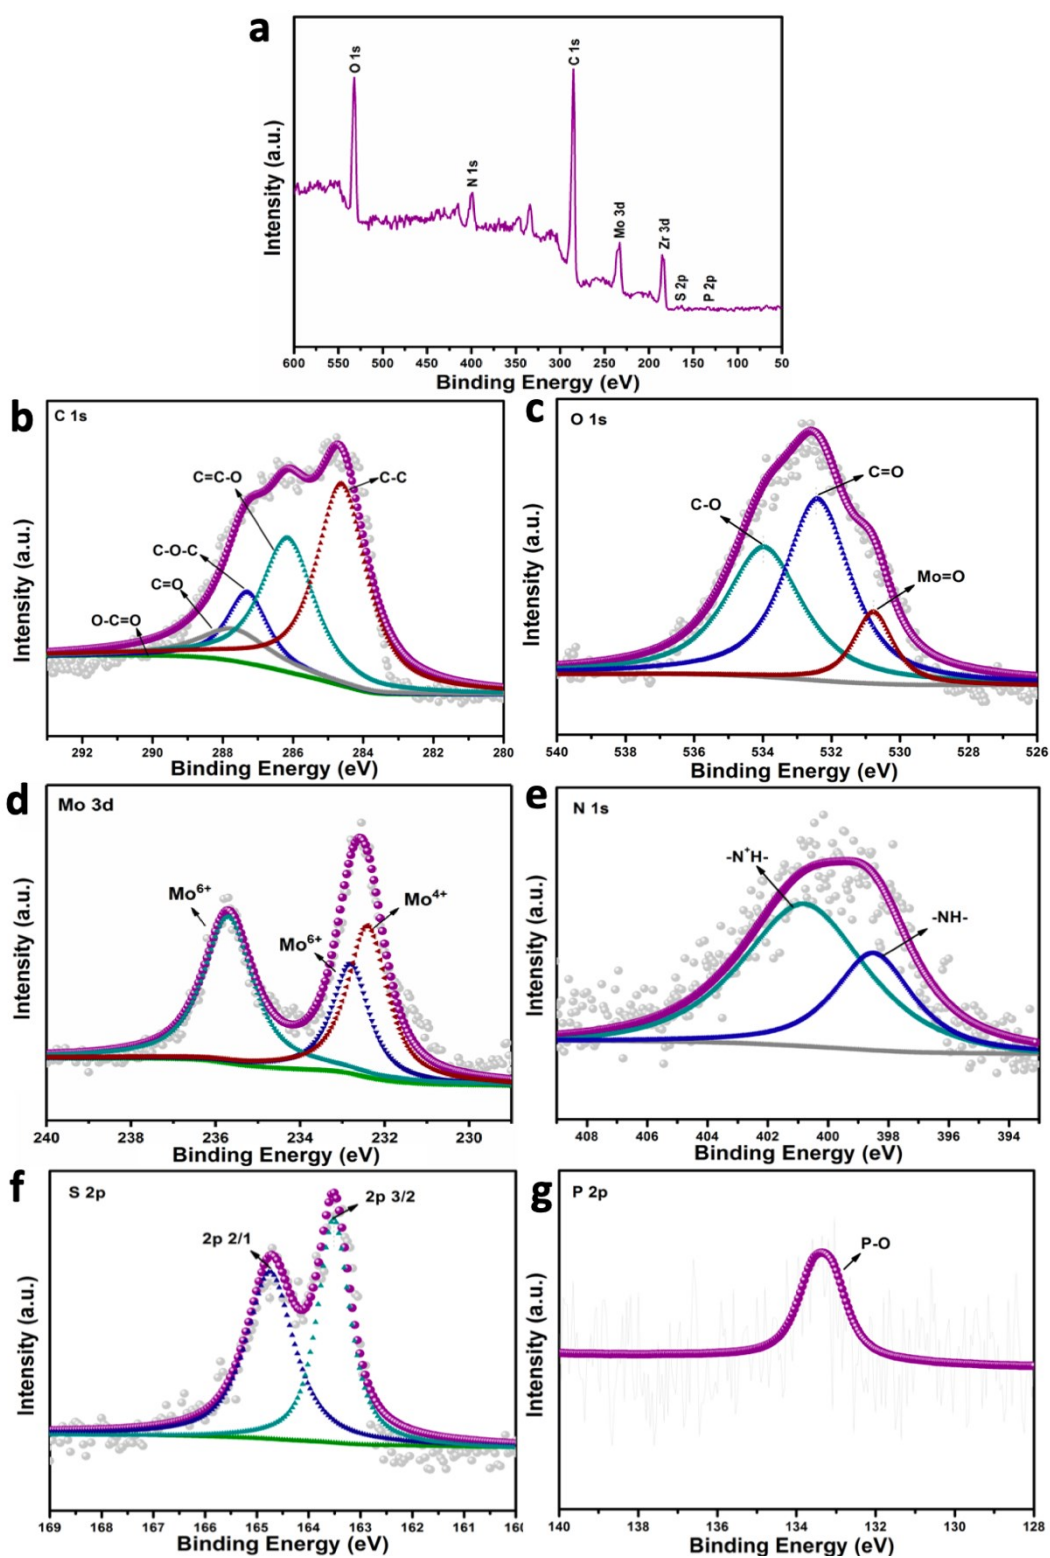 a
O 1s
N 1s
C 1s
Mo 3d
Zr 3d
S 2p
P 2p
Intensity (a.u.)
600 550 500 450 400 350 300 250 200 150 100 50
Binding Energy (eV)
b
C 1s
C=C-O
C-C
C-O-C
C=O
O-C=O
Intensity (a.u.)
292 290 288 286 284 282 280
Binding Energy (eV)
c
O 1s
C=O
C-O
Mo=O
Intensity (a.u.)
540 538 536 534 532 530 528 526
Binding Energy (eV)
d
Mo 3d
Mo6+
Mo4+
Mo6+
Intensity (a.u.)
240 238 236 234 232 230
Binding Energy (eV)
e
N 1s
-N+H-
-NH-
Intensity (a.u.)
408 406 404 402 400 398 396 394
Binding Energy (eV)
f
S 2p
2p 3/2
2p 2/1
Intensity (a.u.)
169 168 167 166 165 164 163 162 161
Binding Energy (eV)
g
P 2p
P-O
Intensity (a.u.)
140 138 136 134 132 130 128
Binding Energy (eV)